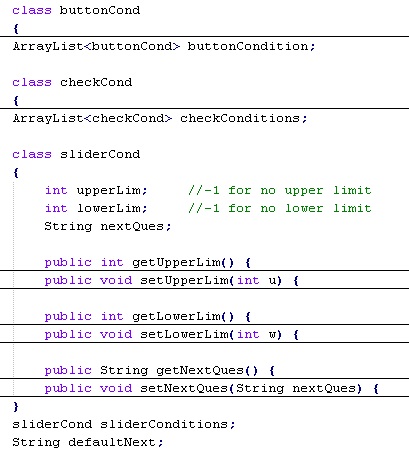 class buttonCond
{
ArrayList<buttonCond> buttonCondition;
class checkCond
{
ArrayList<checkCond> checkConditions;
class sliderCond
{
int upperLim; //-1 for no upper limit
int lowerLim; //-1 for no lower limit
String nextQues;
public int getUpperLim() {
public void setUpperLim(int u) {
public int getLowerLim() {
public void setLowerLim(int w) {
public String getNextQues() {
public void setNextQues(String nextQues) {
}
sliderCond sliderConditions;
String defaultNext;